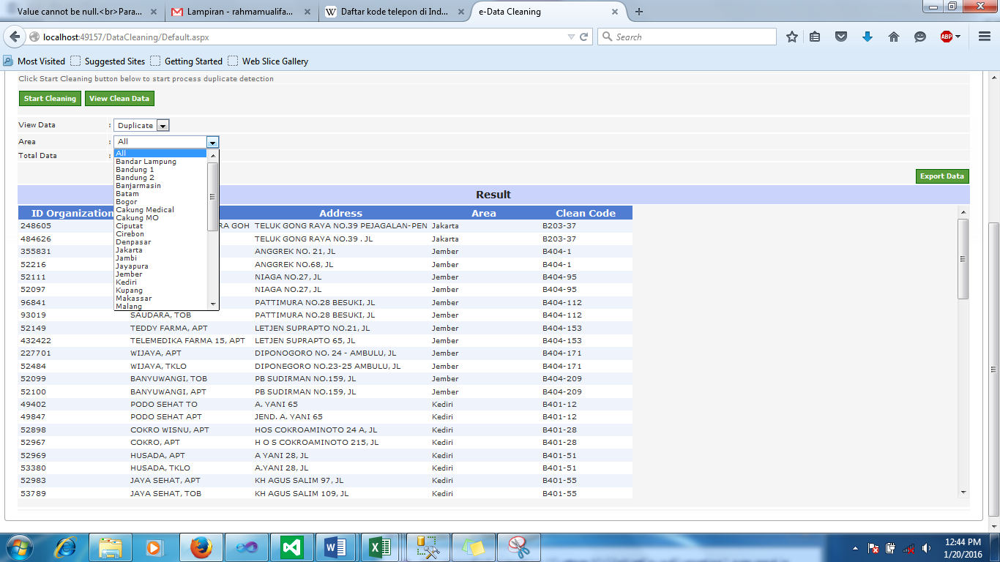 Value cannot be null.<br>Para...
Lampiran - rahmamualifa...
Daftar kode telepon di Ind...
e-Data Cleaning
localhost:49157/DataCleaning/Default.aspx
Search
ABP
Most Visited Suggested Sites Getting Started Web Slice Gallery
Click Start Cleaning button below to start process duplicate detection
Start Cleaning View Clean Data
View Data : Duplicate
Area : All
Total Data :
All
Bandar Lampung
Bandung 1
Bandung 2
Banjarmasin
Batam
Bogor
Cakung Medical
Cakung MO
Ciputat
Cirebon
Denpasar
Jakarta
Jambi
Jayapura
Jember
Kediri
Kupang
Makassar
Malang
Export Data
Result
ID Organization Address Area Clean Code
248605 RA GOH TELUK GONG RAYA NO.39 PEJAGALAN-PEN Jakarta B203-37
484626 TELUK GONG RAYA NO.39 . JL Jakarta B203-37
355831 ANGGREK NO. 21, JL Jember B404-1
52216 ANGGREK NO.68, JL Jember B404-1
52111 NIAGA NO.27, JL Jember B404-95
52097 NIAGA NO.27, JL Jember B404-95
96841 PATTIMURA NO.28 BESUKI, JL Jember B404-112
93019 SAUDARA, TOB PATTIMURA NO.28 BESUKI, JL Jember B404-112
52149 TEDDY FARMA, APT LETJEN SUPRAPTO NO.21, JL Jember B404-153
432422 TELEMEDIKA FARMA 15, APT LETJEN SUPRAPTO 65, JL Jember B404-153
227701 WIJAYA, APT DIPONOGORO NO. 24 - AMBULU, JL Jember B404-171
52484 WIJAYA, TKLO DIPONEGORO NO.23-25 AMBULU, JL Jember B404-171
52099 BANYUWANGI, TOB PB SUDIRMAN NO.159, JL Jember B404-209
52100 BANYUWANGI, APT PB SUDIRMAN NO.159, JL Jember B404-209
49402 PODO SEHAT TO A. YANI 65 Kediri B401-12
49847 PODO SEHAT APT JEND. A. YANI 65 Kediri B401-12
52898 COKRO WISNU, APT HOS COKROAMINOTO 24 A, JL Kediri B401-28
52967 COKRO, APT H O S COKROAMINOTO 215, JL Kediri B401-28
52969 HUSADA, APT A YANI 28, JL Kediri B401-51
53380 HUSADA, TKLO A.YANI 28, JL Kediri B401-51
52983 JAYA SEHAT, APT KH AGUS SALIM 97, JL Kediri B401-55
53789 JAYA SEHAT, TOB KH AGUS SALIM 109, JL Kediri B401-55
12:44 PM
1/20/2016